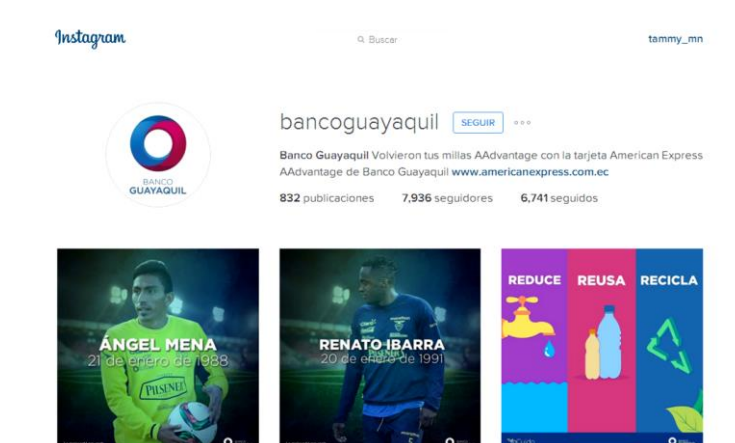 Instagram
Buscar
tammy_mn
BANCO
GUAYAQUIL
bancoguayaquil SEGUIR
Banco Guayaquil Volvieron tus millas AAdvantage con la tarjeta American Express
AAdvantage de Banco Guayaquil www.americanexpress.com.ec
832 publicaciones 7,936 seguidores 6,741 seguidos
ÁNGEL MENA
21 de enero de 1988
PILSENER
RENATO IBARRA
20 de enero de 1991
REDUCE REUSA RECICLA